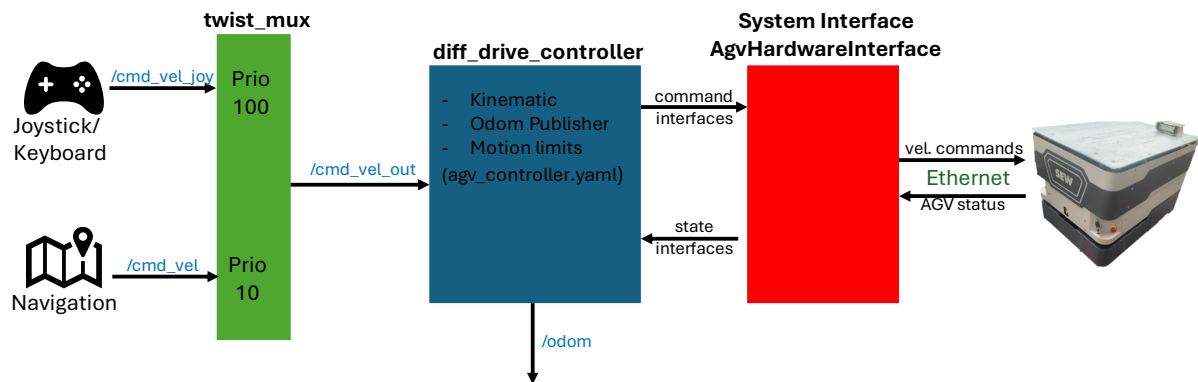 twist_mux
System Interface
AgvHardwareInterface
diff_drive_controller
/cmd_vel_joy
Prio
100
Joystick/
Keyboard
- Kinematic
- Odom Publisher
- Motion limits
(agv_controller.yaml)
command
interfaces
vel. commands
Ethernet
AGV status
SEW
/cmd_vel_out
state
interfaces
/cmd_vel
Prio
10
Navigation
/odom